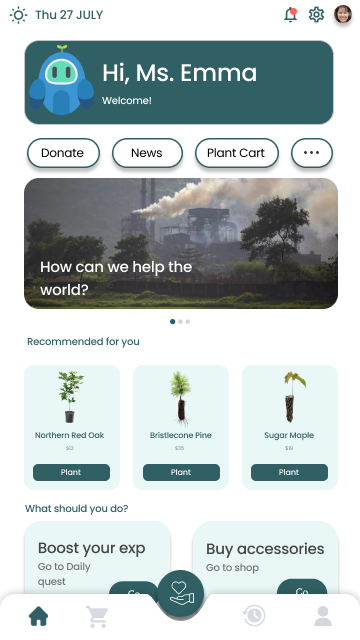 Thu 27 JULY
Hi, Ms. Emma
Welcome!
Donate
News
Plant Cart
How can we help the
world?
Recommended for you
Northern Red Oak
Bristlecone Pine
Sugar Maple
$35
Plant
Plant
Plant
What should you do?
Boost your exp
Go to Daily
quest
Buy accessories
Go to shop
Go
Go